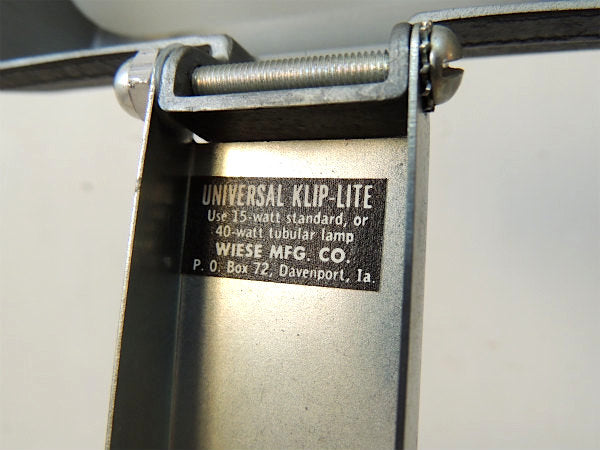 UNIVERSAL KLIP-LITE
Use 15-watt standard, or
40-watt tubular lamp
WIESE MFG. CO.
P. O. Box 72, Davenport, Ia.